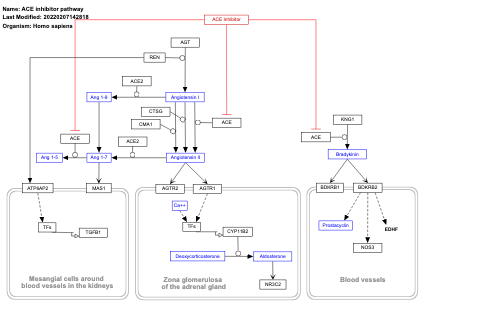 Name: ACE inhibitor pathway
Last Modified: 20220207142818
Organism: Homo sapiens
ACE inhibitor
AGT
REN
ACE2
Ang 1-9
Angiotensin I
CTSG
CMA1
ACE
KNG1
ACE
ACE2
ACE
Bradykinin
Ang 1-5
Ang 1-7
Angiotensin II
ATP6AP2
MAS1
AGTR2
AGTR1
BDKRB1
BDKRB2
Ca++
TFs
TGFB1
TFs
CYP11B2
Prostacyclin
EDHF
NOS3
Deoxycorticosterone
Aldosterone
NR3C2
Mesangial cells around
blood vessels in the kidneys
Zona glomerulosa
of the adrenal gland
Blood vessels